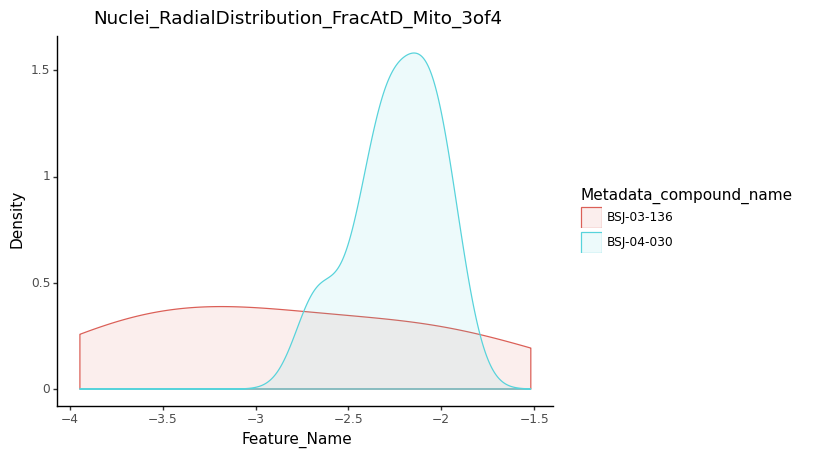 Nuclei_RadialDistribution_FracAtD_Mito_3of4
1.5
1
0.5
0
Density
−4
−3.5
−3
−2.5
−2
−1.5
Feature_Name
Metadata_compound_name
BSJ-03-136
BSJ-04-030